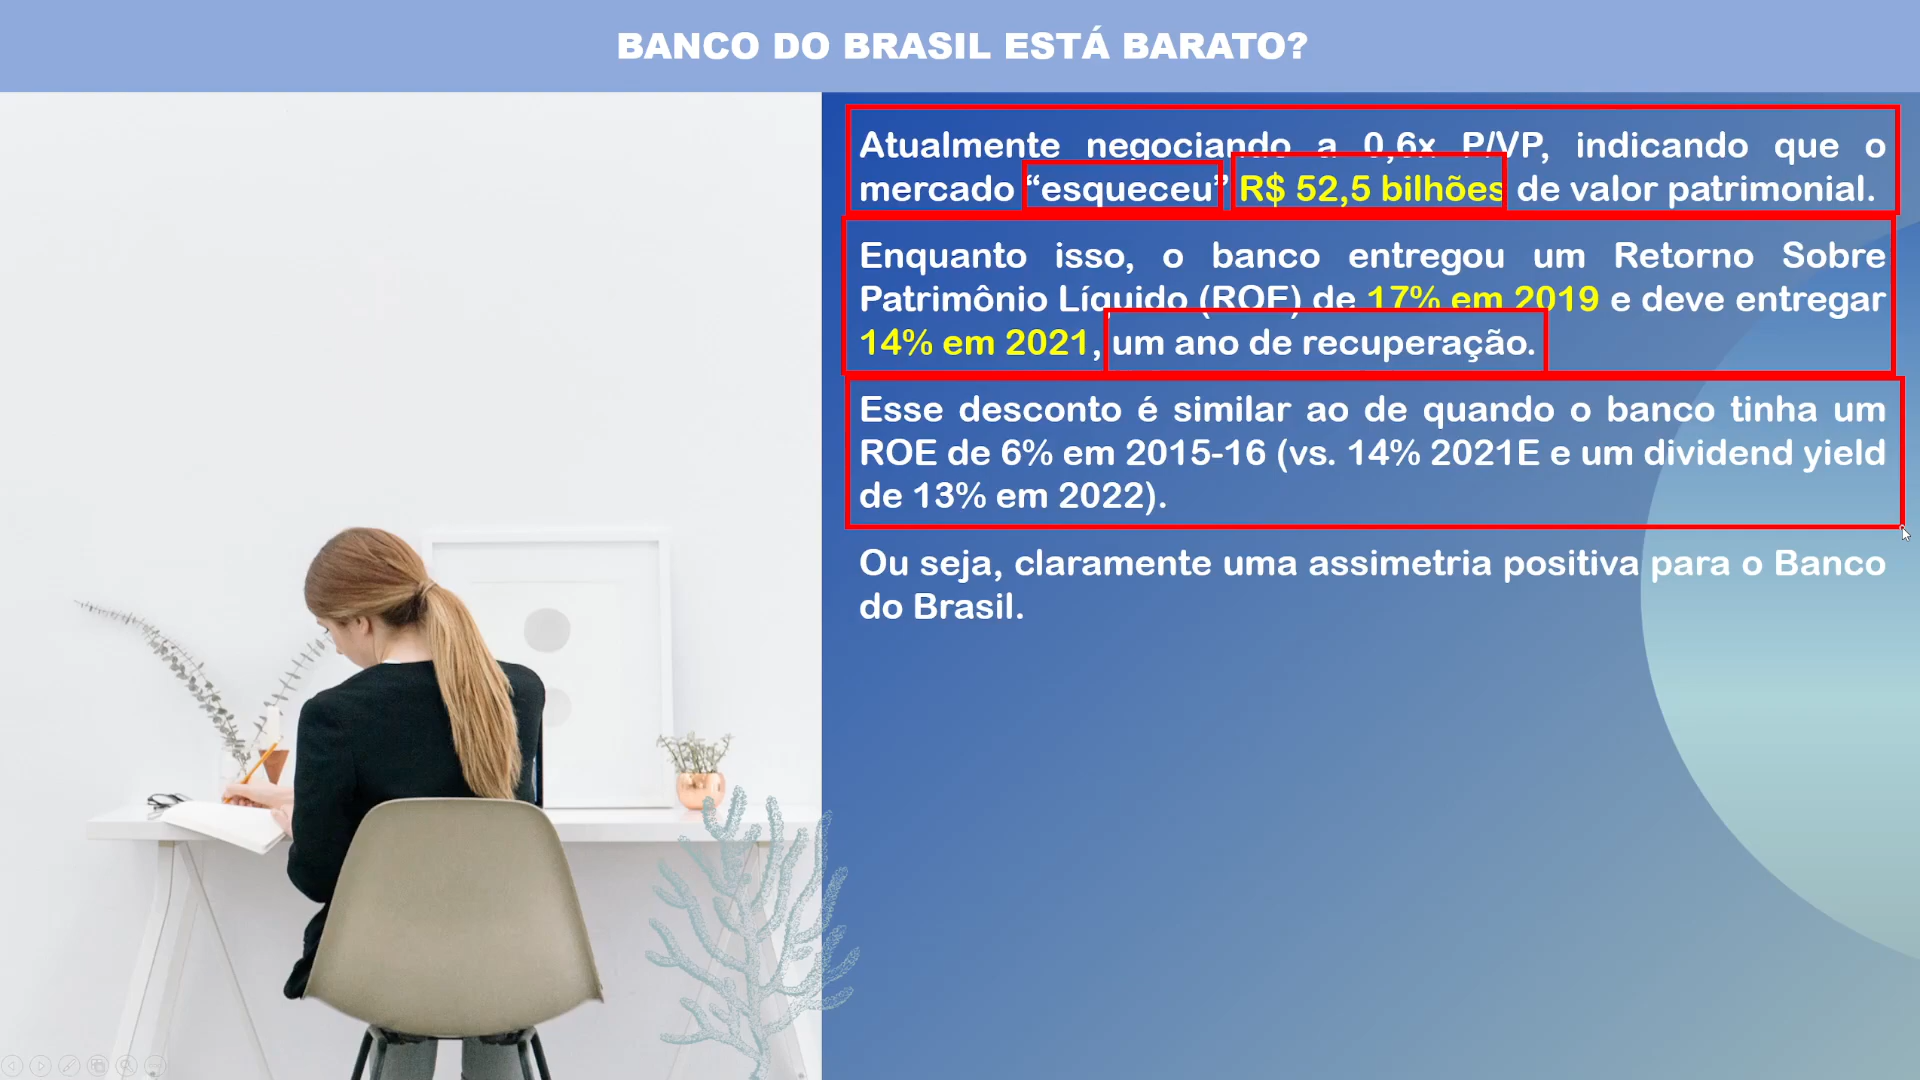 BANCO DO BRASIL ESTÁ BARATO?
Atualmente negociando a 0,6x P/VP, indicando que o
mercado “esqueceu” R$ 52,5 bilhões de valor patrimonial.
Enquanto isso, o banco entregou um Retorno Sobre
Patrimônio Líquido (ROE) de 17% em 2019 e deve entregar
14% em 2021, um ano de recuperação.
Esse desconto é similar ao de quando o banco tinha um
ROE de 6% em 2015-16 (vs. 14% 2021E e um dividend yield
de 13% em 2022).
Ou seja, claramente uma assimetria positiva para o Banco
do Brasil.